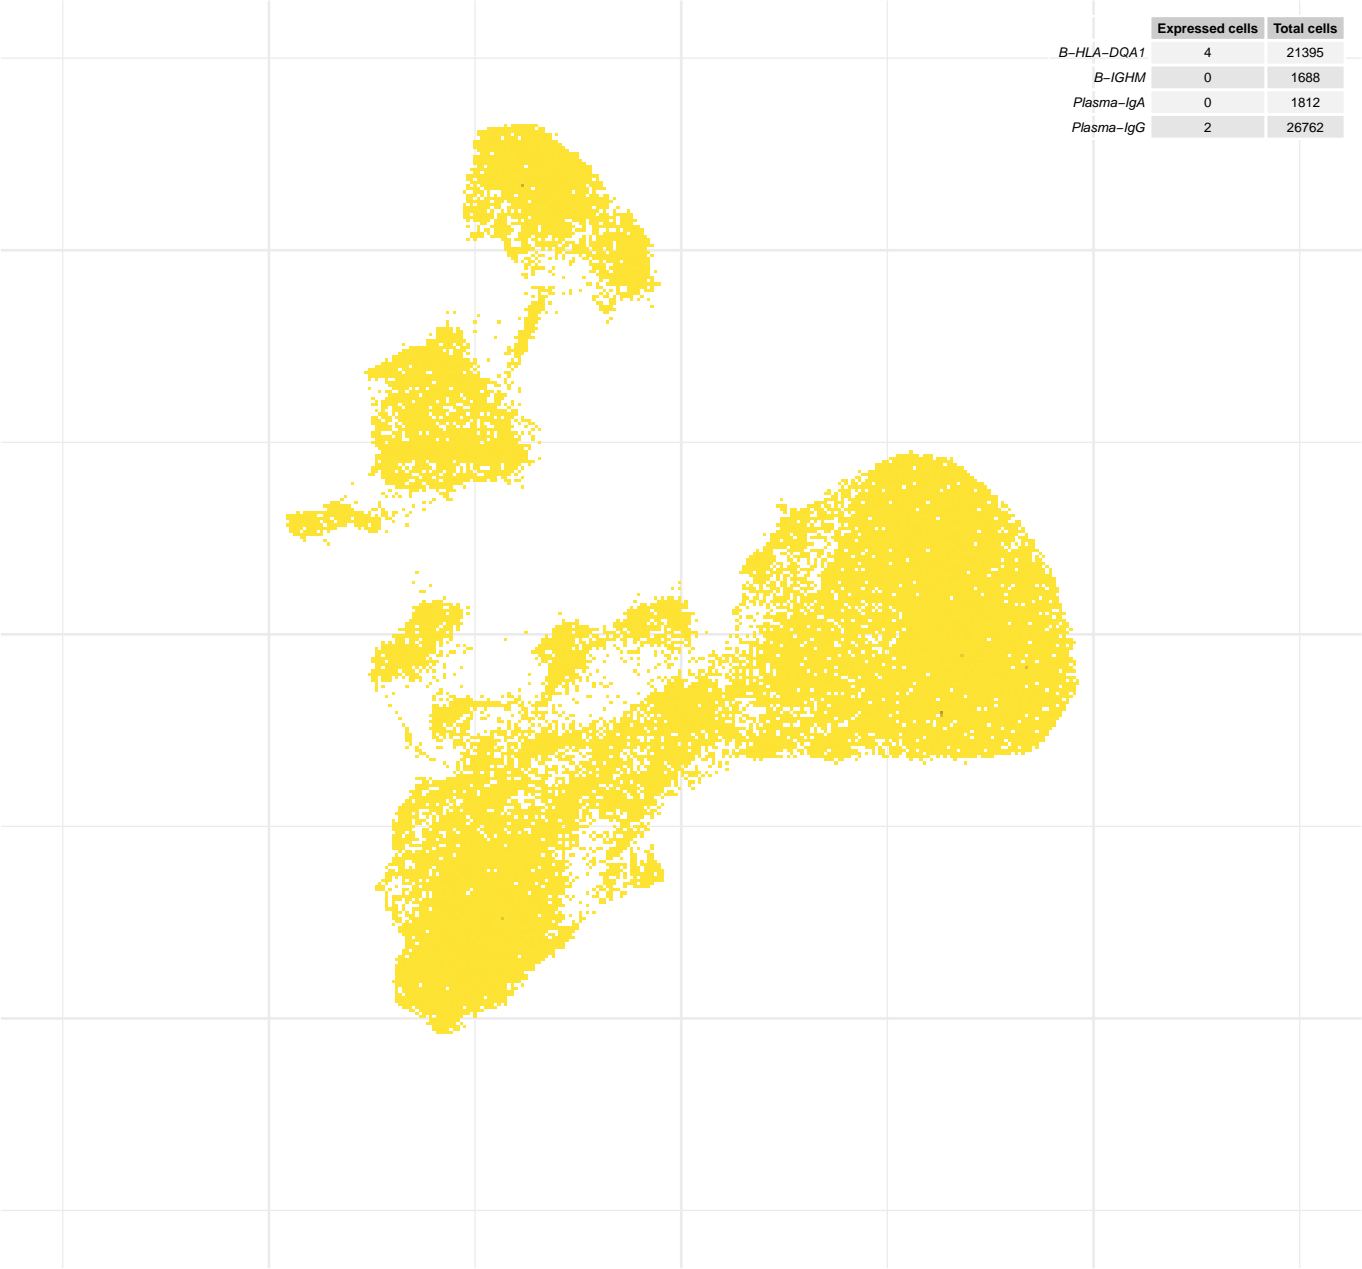 Expressed cells Total cells
B−HLA−DQA1 4 21395
B−IGHM 0 1688
Plasma−IgA 0 1812
Plasma−IgG 2 26762